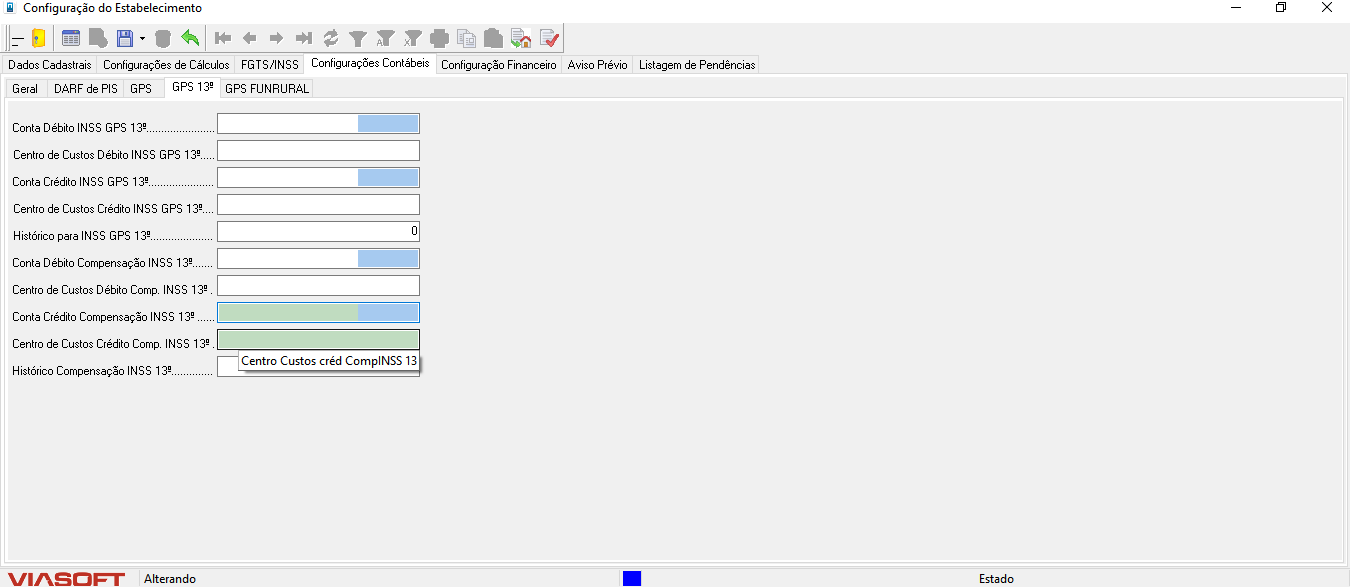 Configuração do Estabelecimento
Dados Cadastrais Configurações de Cálculos FGTS/INSS Configurações Contábeis Configuração Financeiro Aviso Prévio Listagem de Pendências
Geral DARF de PIS GPS GPS 13º GPS FUNRURAL
Conta Débito INSS GPS 13º.......................
Centro de Custos Débito INSS GPS 13º.....
Conta Crédito INSS GPS 13º......................
Centro de Custos Crédito INSS GPS 13º....
Histórico para INSS GPS 13º..................... 0
Conta Débito Compensação INSS 13º.......
Centro de Custos Débito Comp. INSS 13º .
Conta Crédito Compensação INSS 13º ......
Centro de Custos Crédito Comp. INSS 13º .
Centro Custos créd CompINSS 13
Histórico Compensação INSS 13º..............
VIASOFT Alterando Estado